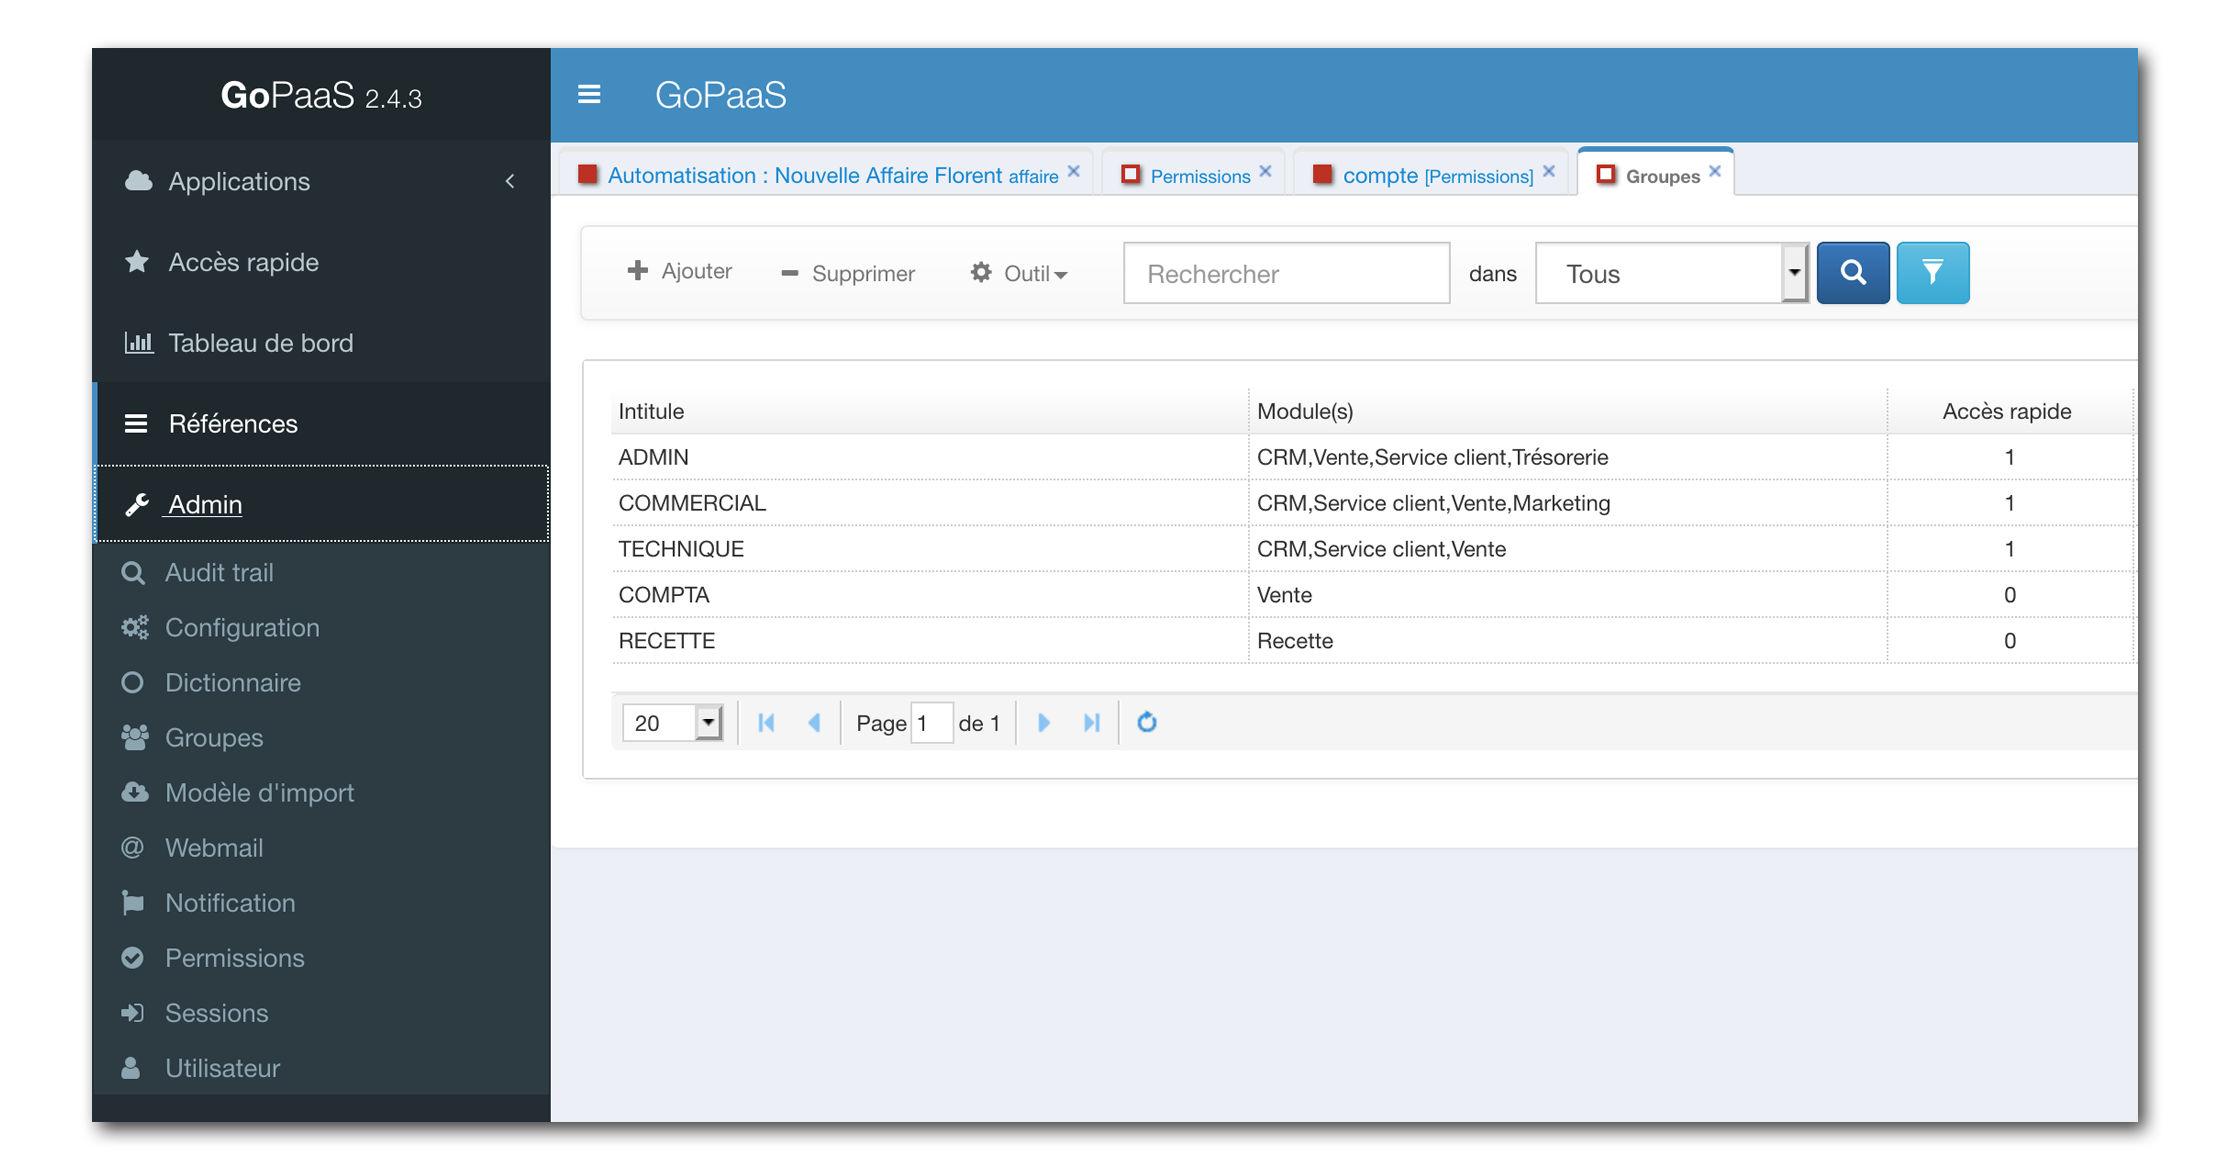 GoPaaS 2.4.3
GoPaaS
Applications
Accès rapide
Tableau de bord
Références
Admin
Audit trail
Configuration
Dictionnaire
Groupes
Modèle d'import
Webmail
Notification
Permissions
Sessions
Utilisateur
Automatisation : Nouvelle Affaire Florent affaire × Permissions × compte [Permissions] × Groupes ×
Ajouter Supprimer Outil Rechercher dans Tous
Intitule Module(s) Accès rapide
ADMIN CRM,Vente,Service client,Trésorerie 1
COMMERCIAL CRM,Service client,Vente,Marketing 1
TECHNIQUE CRM,Service client,Vente 1
COMPTA Vente 0
RECETTE Recette 0
20 Page 1 de 1